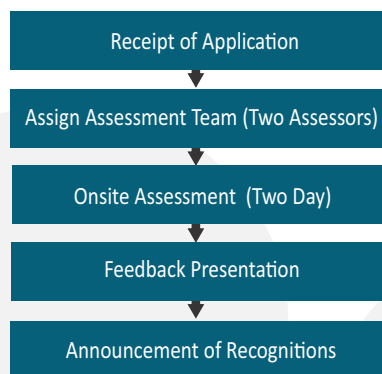 Receipt of Application
Assign Assessment Team (Two Assessors)
Onsite Assessment (Two Day)
Feedback Presentation
Announcement of Recognitions